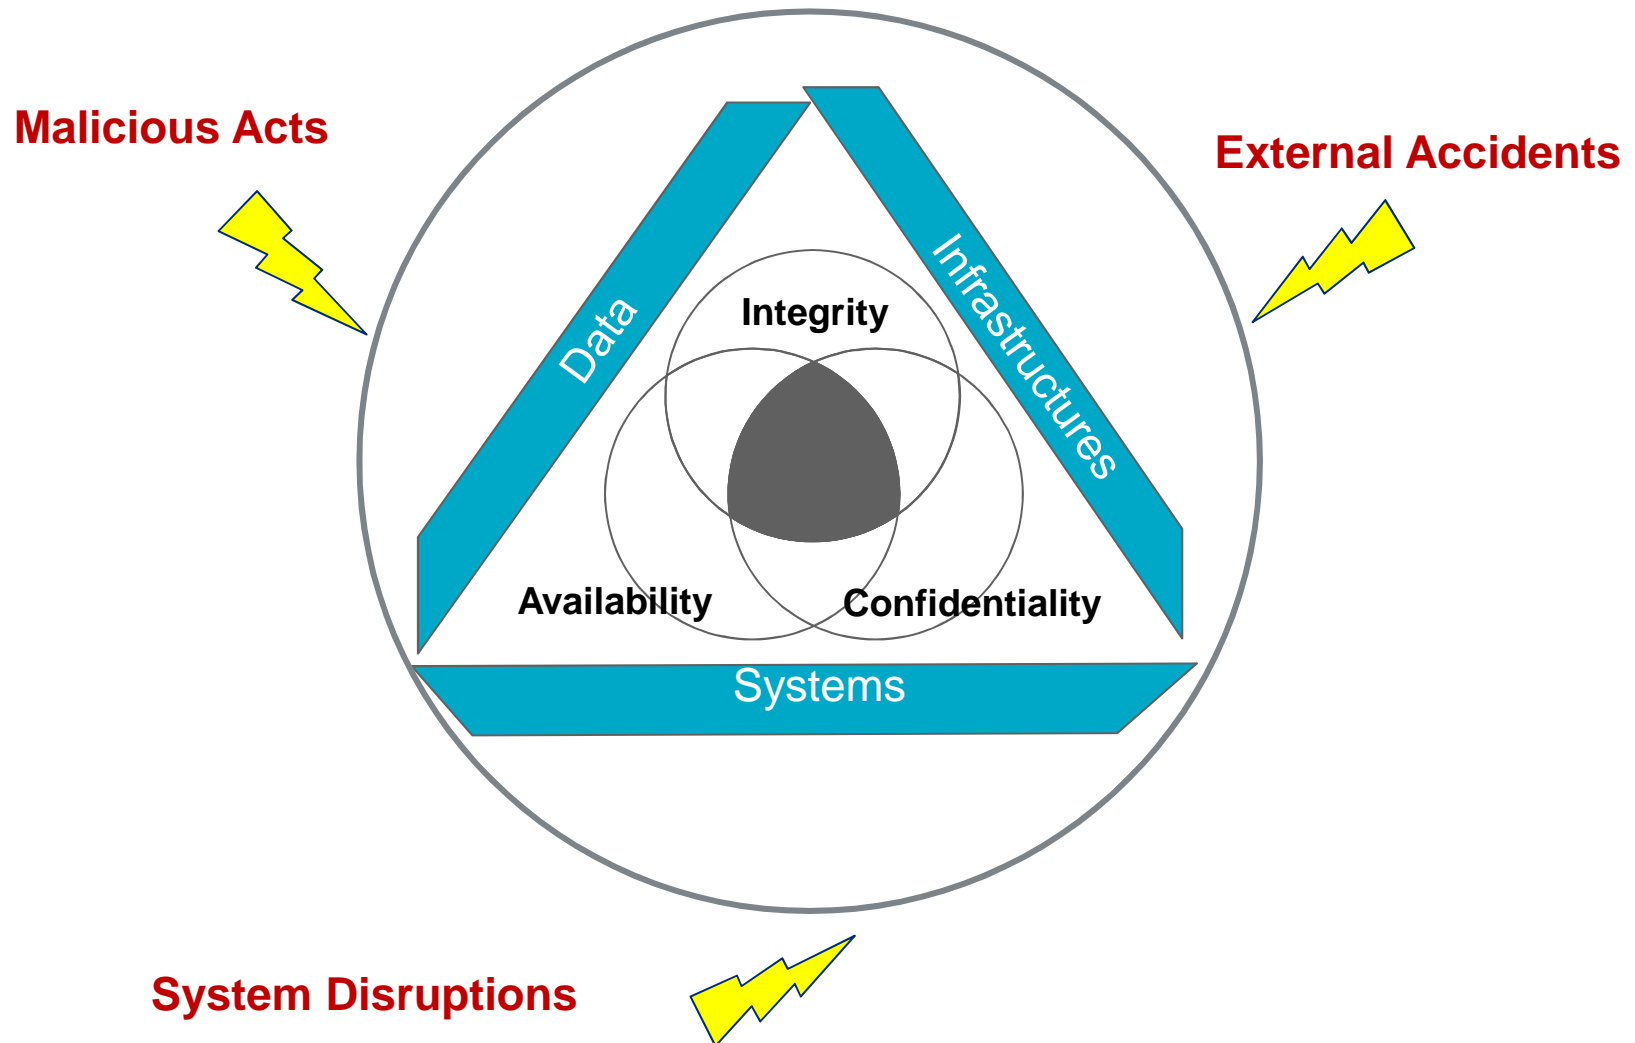 Malicious Acts
External Accidents
Data
Infrastructures
Integrity
Availability
Confidentiality
Systems
System Disruptions